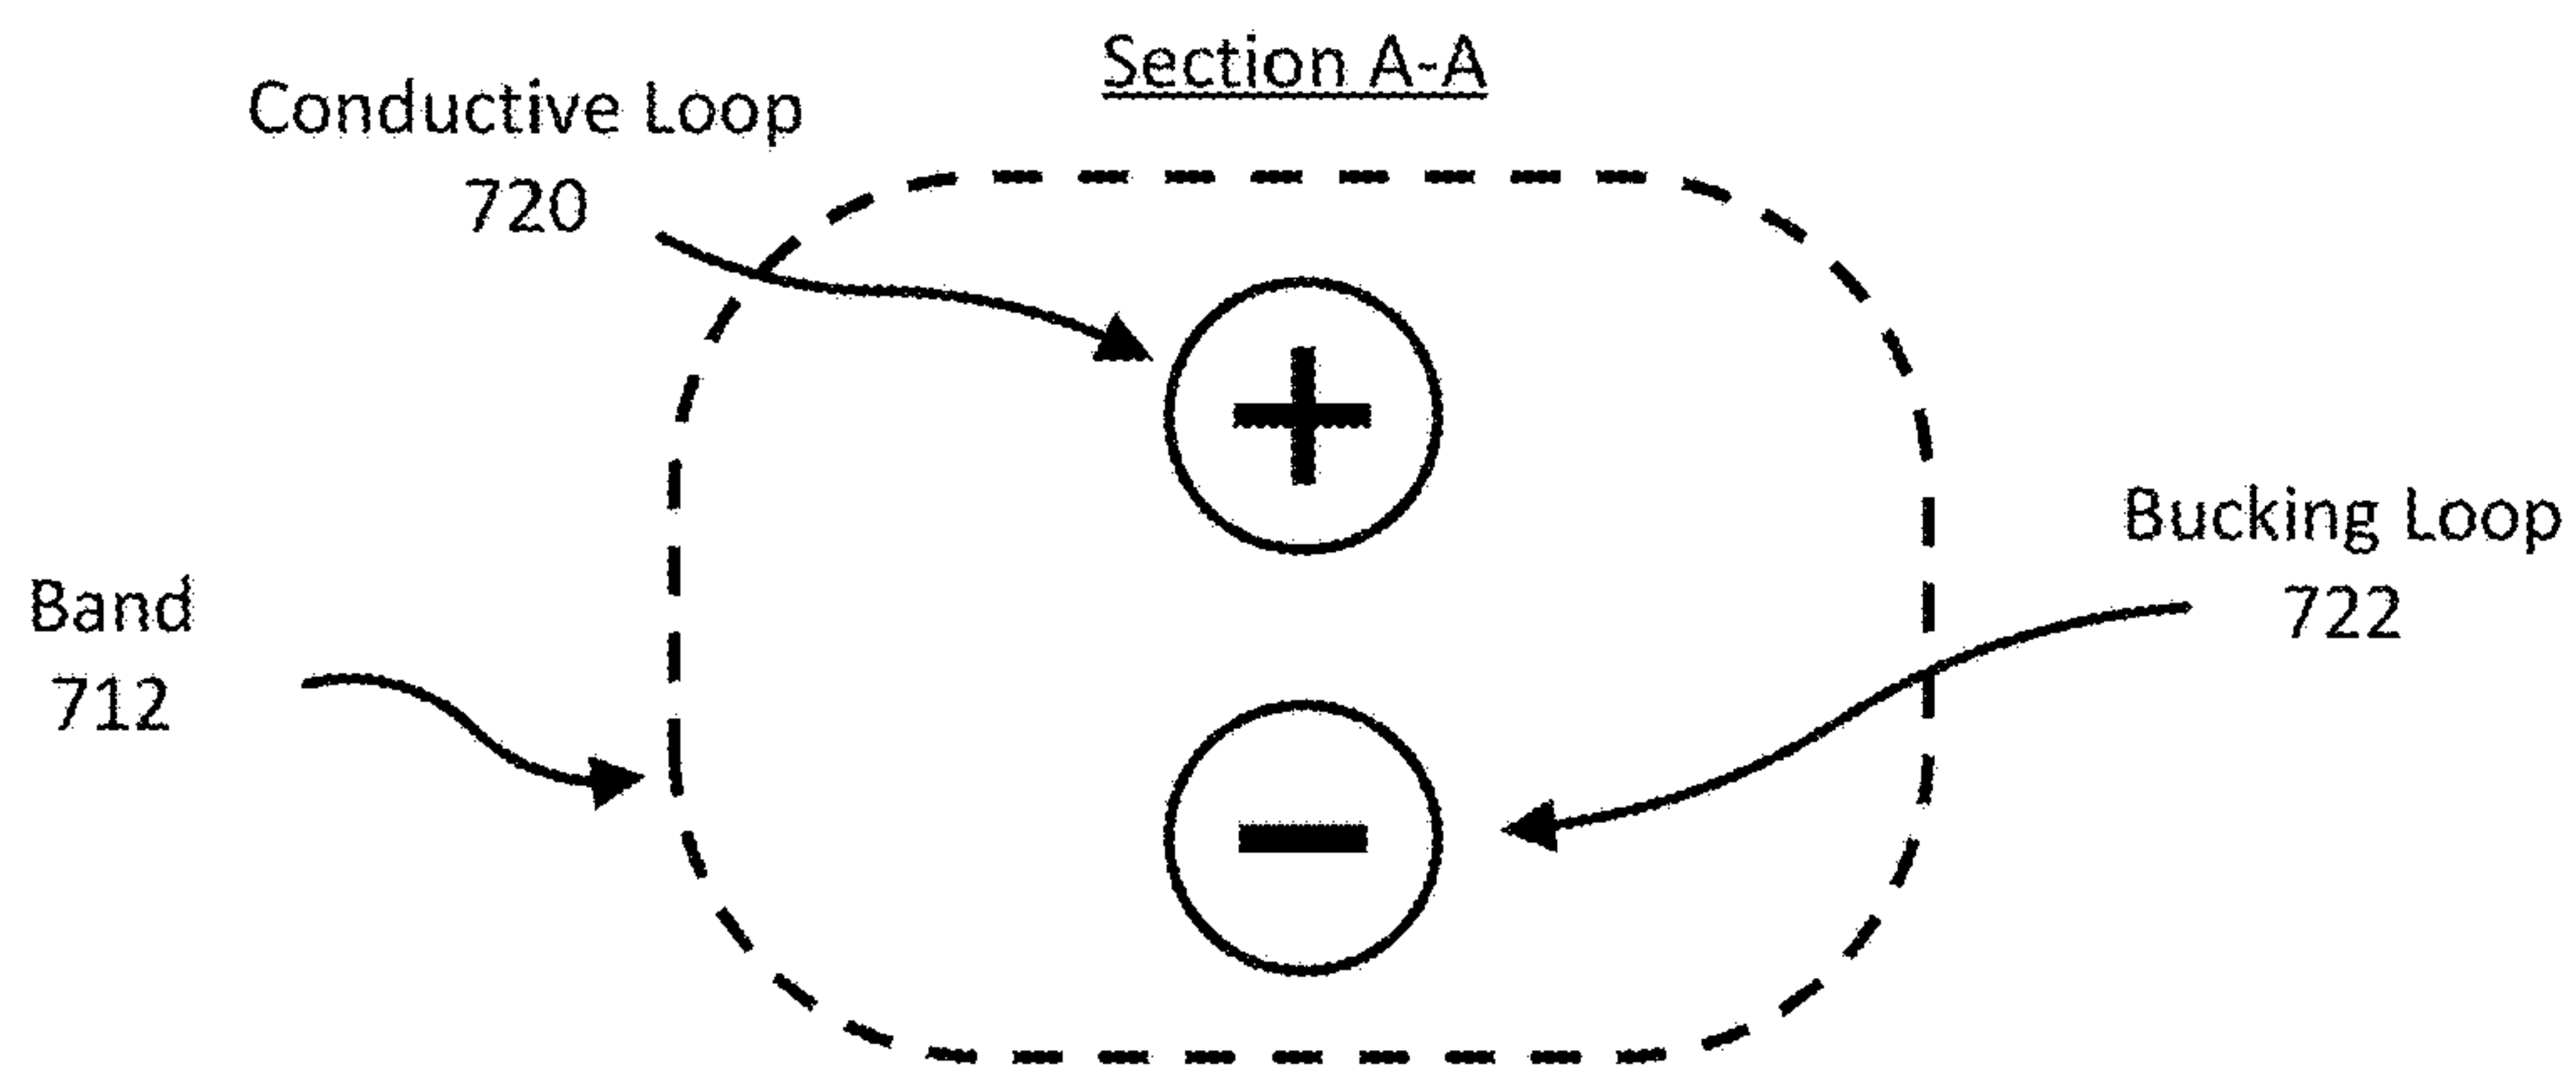 Section A-A
Conductive Loop
720
+
Bucking Loop
722
Band
712
−